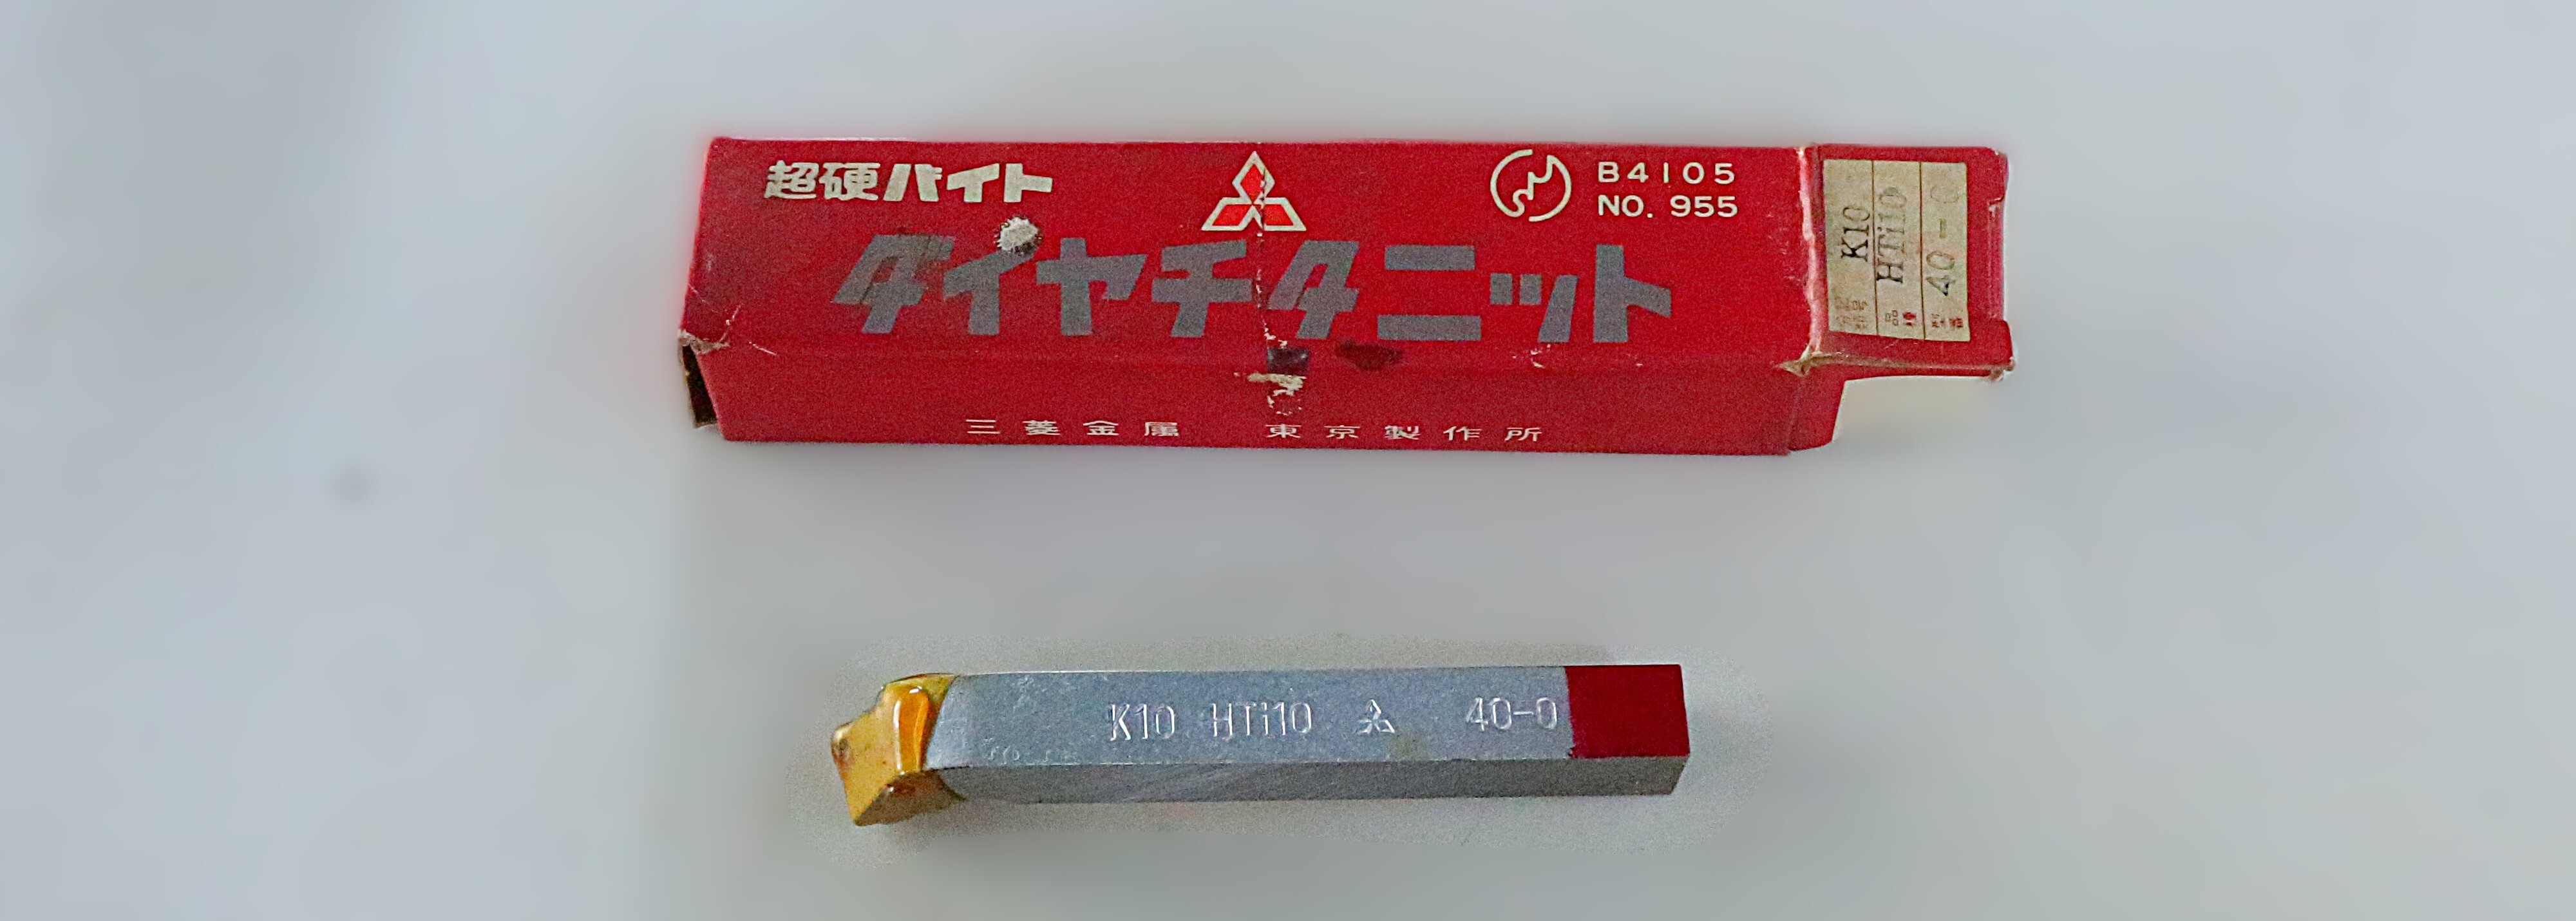 超硬バイト
B4105
NO. 955
ダイヤチタニット
三菱金属 東京製作所
K10
HTi10
40-0
K10 HTi10 40-0